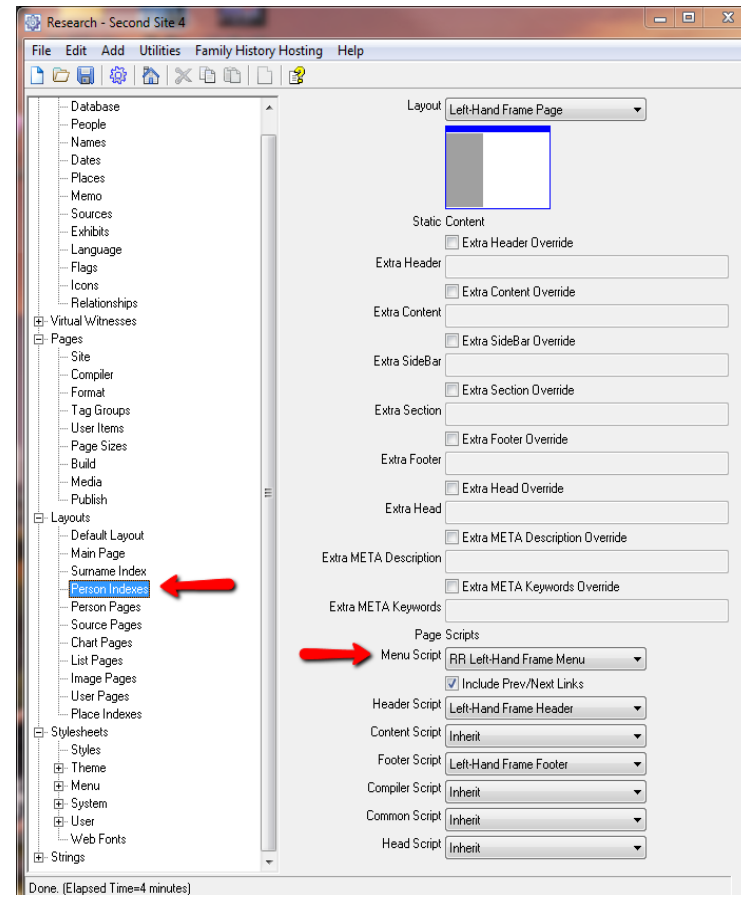 Research - Second Site 4
File Edit Add Utilities Family History Hosting Help
Database
People
Names
Dates
Places
Memo
Sources
Exhibits
Language
Flags
Icons
Relationships
Virtual Witnesses
Pages
Site
Compiler
Format
Tag Groups
User Items
Page Sizes
Build
Media
Publish
Layouts
Default Layout
Main Page
Surname Index
Person Indexes
Person Pages
Source Pages
Chart Pages
List Pages
Image Pages
User Pages
Place Indexes
Stylesheets
Styles
Theme
Menu
System
User
Web Fonts
Strings
Layout Left-Hand Frame Page
Static Content
Extra Header Override
Extra Header
Extra Content Override
Extra Content
Extra SideBar Override
Extra SideBar
Extra Section Override
Extra Section
Extra Footer Override
Extra Footer
Extra Head Override
Extra Head
Extra META Description Override
Extra META Description
Extra META Keywords Override
Extra META Keywords
Page Scripts
Menu Script RR Left-Hand Frame Menu
Include Prev/Next Links
Header Script Left-Hand Frame Header
Content Script Inherit
Footer Script Left-Hand Frame Footer
Compiler Script Inherit
Common Script Inherit
Head Script Inherit
Done. (Elapsed Time=4 minutes)